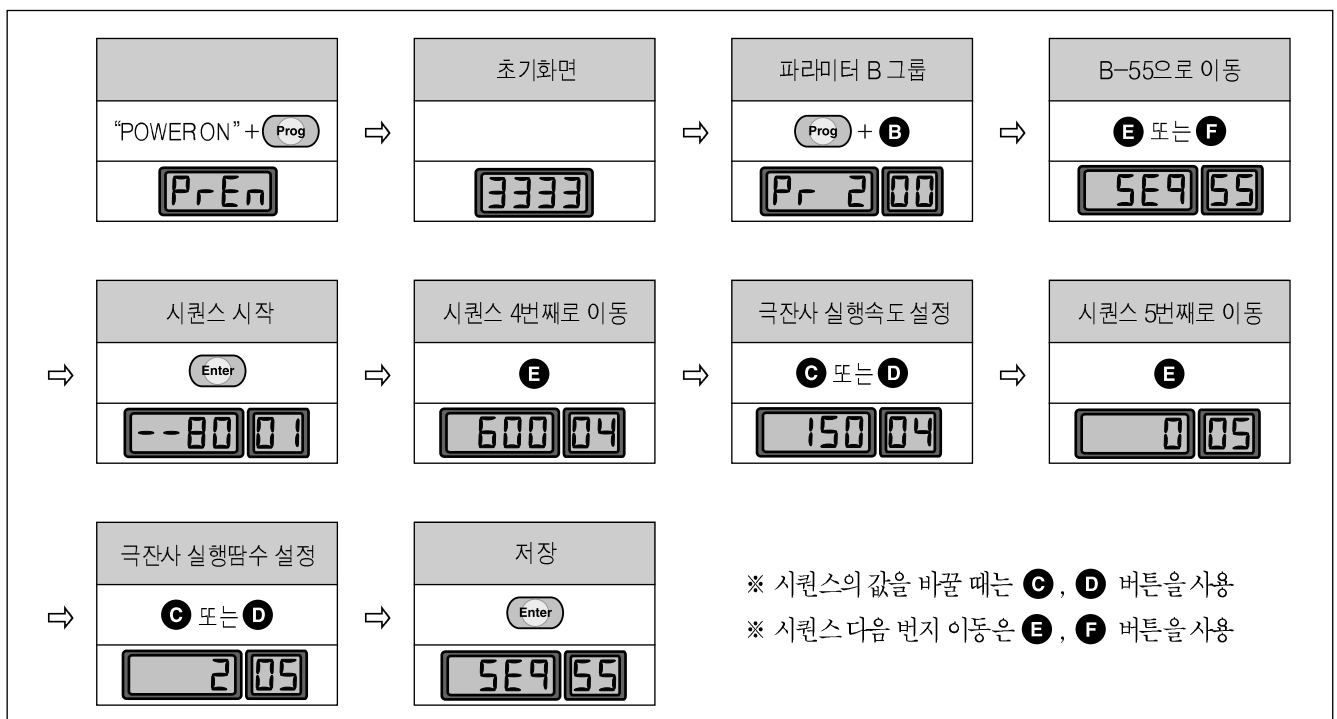 초기화면
파라미터 B 그룹
B-55으로 이동
“POWER ON” + Prog
Prog + B
E 또는 F
PrEn
3333
Pr 2 00
SEq 55
시퀀스 시작
시퀀스 4번째로 이동
극잔사 실행속도 설정
시퀀스 5번째로 이동
Enter
E
C 또는 D
E
--80 01
600 04
150 04
0 05
극잔사 실행땀수 설정
저장
C 또는 D
Enter
2 05
SEq 55
※ 시퀀스의 값을 바꿀 때는 C, D 버튼을 사용
※ 시퀀스 다음 번지 이동은 E, F 버튼을 사용